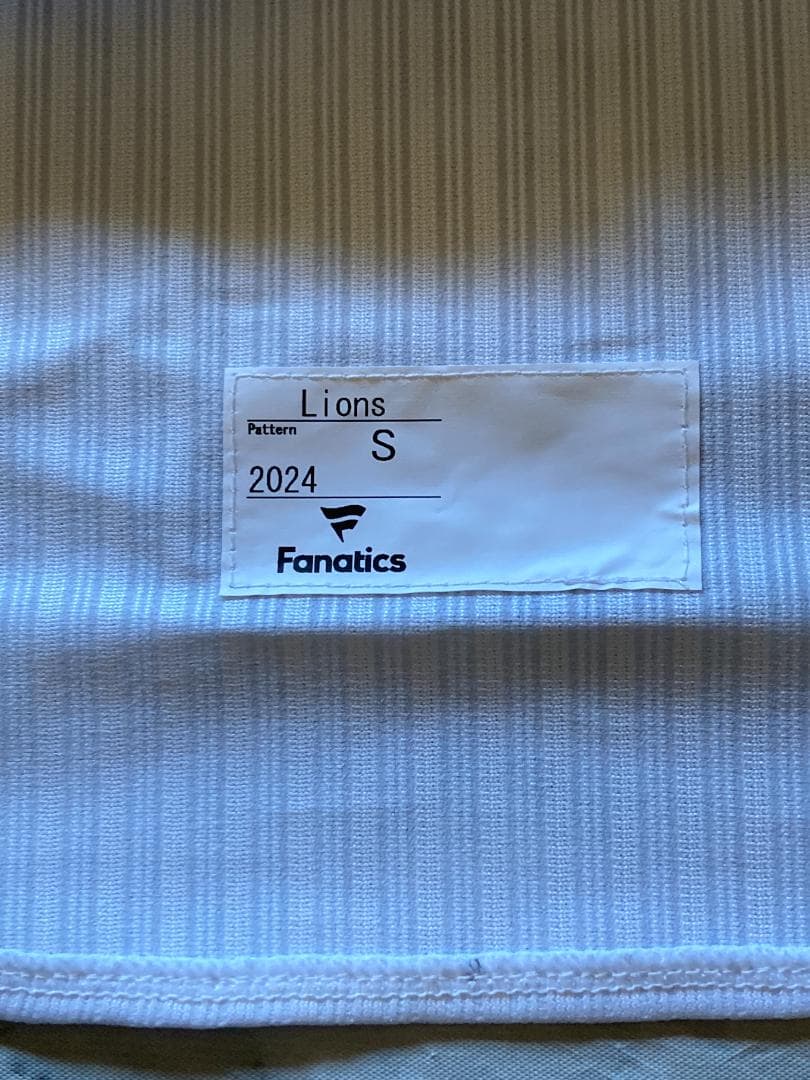 Lions
Pattern
S
2024
Fanatics